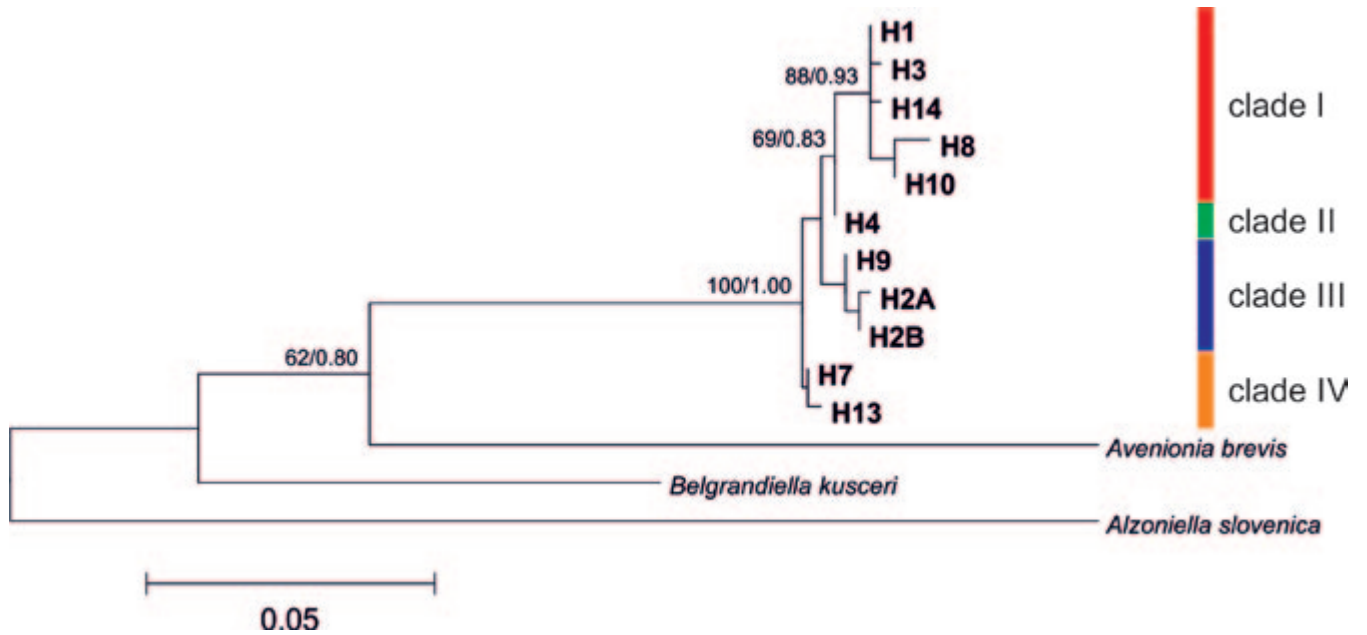 H1
88/0.93
H3
H14
clade I
69/0.83
H8
H10
H4
clade II
H9
100/1.00
H2A
clade III
H2B
62/0.80
H7
clade IV
H13
Avenionia brevis
Belgrandiella kusceri
Alzoniella slovenica
0.05